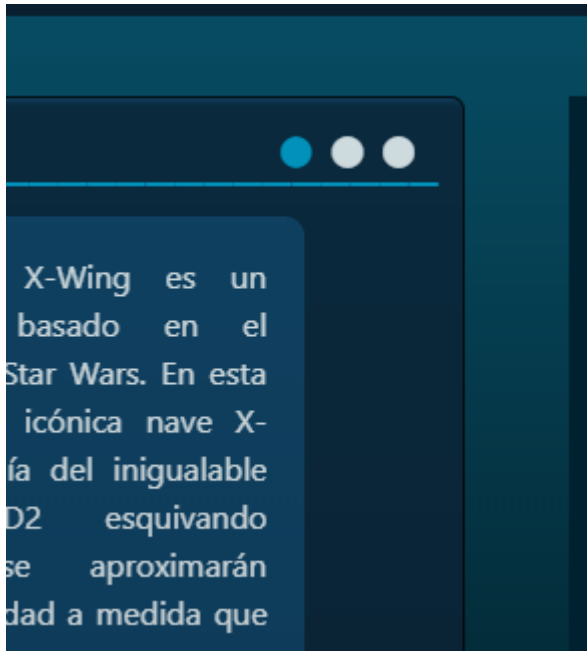 X-Wing es un
basado en el
Star Wars. En esta
icónica nave X-
ía del inigualable
D2 esquivando
se aproximarán
dad a medida que